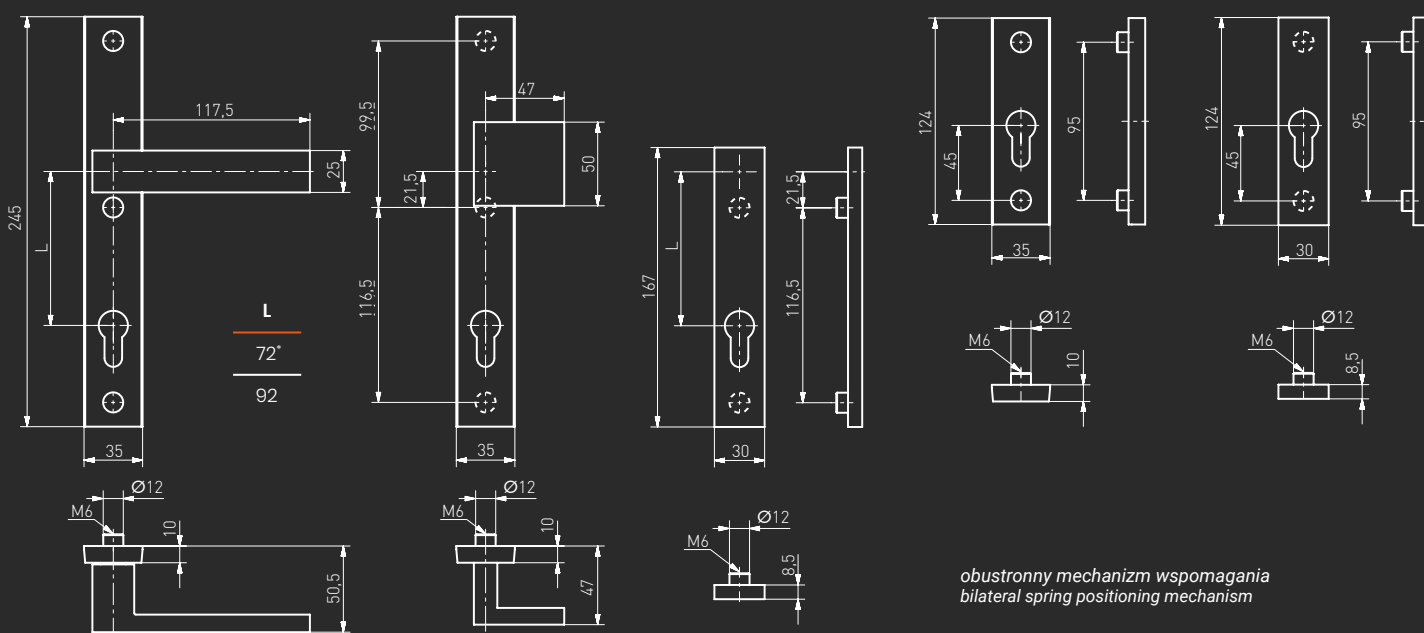 245
117,5
25
L
35
L
72*
92
99,5
47
50
21,5
116,5
35
167
L
21,5
116,5
30
124
45
95
35
124
45
95
30
M6
Ø12
10
M6
Ø12
8,5
M6
Ø12
10
50,5
M6
Ø12
10
47
M6
Ø12
8,5
obustronny mechanizm wspomagania
bilateral spring positioning mechanism